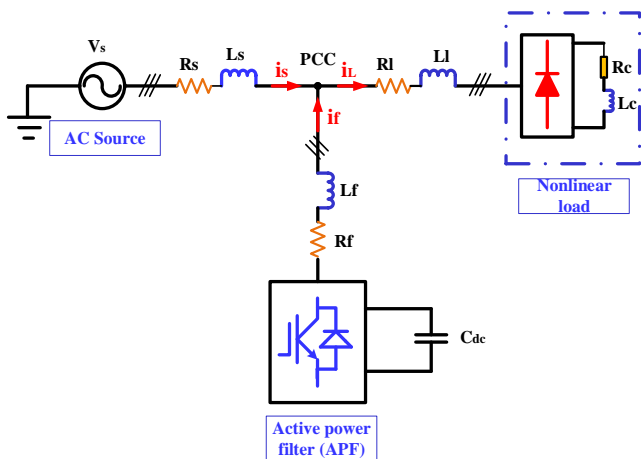 Vs
Rs
Ls
is
PCC
iL
Rl
Ll
Rc
Lc
AC Source
if
Nonlinear
load
Lf
Rf
Cdc
Active power
filter (APF)